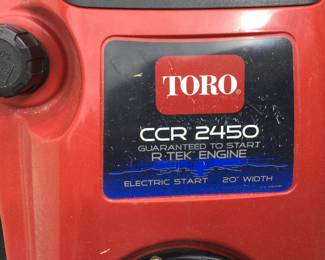 TORO
CCR 2450
GUARANTEED TO START
R·TEK ENGINE
ELECTRIC START 20" WIDTH